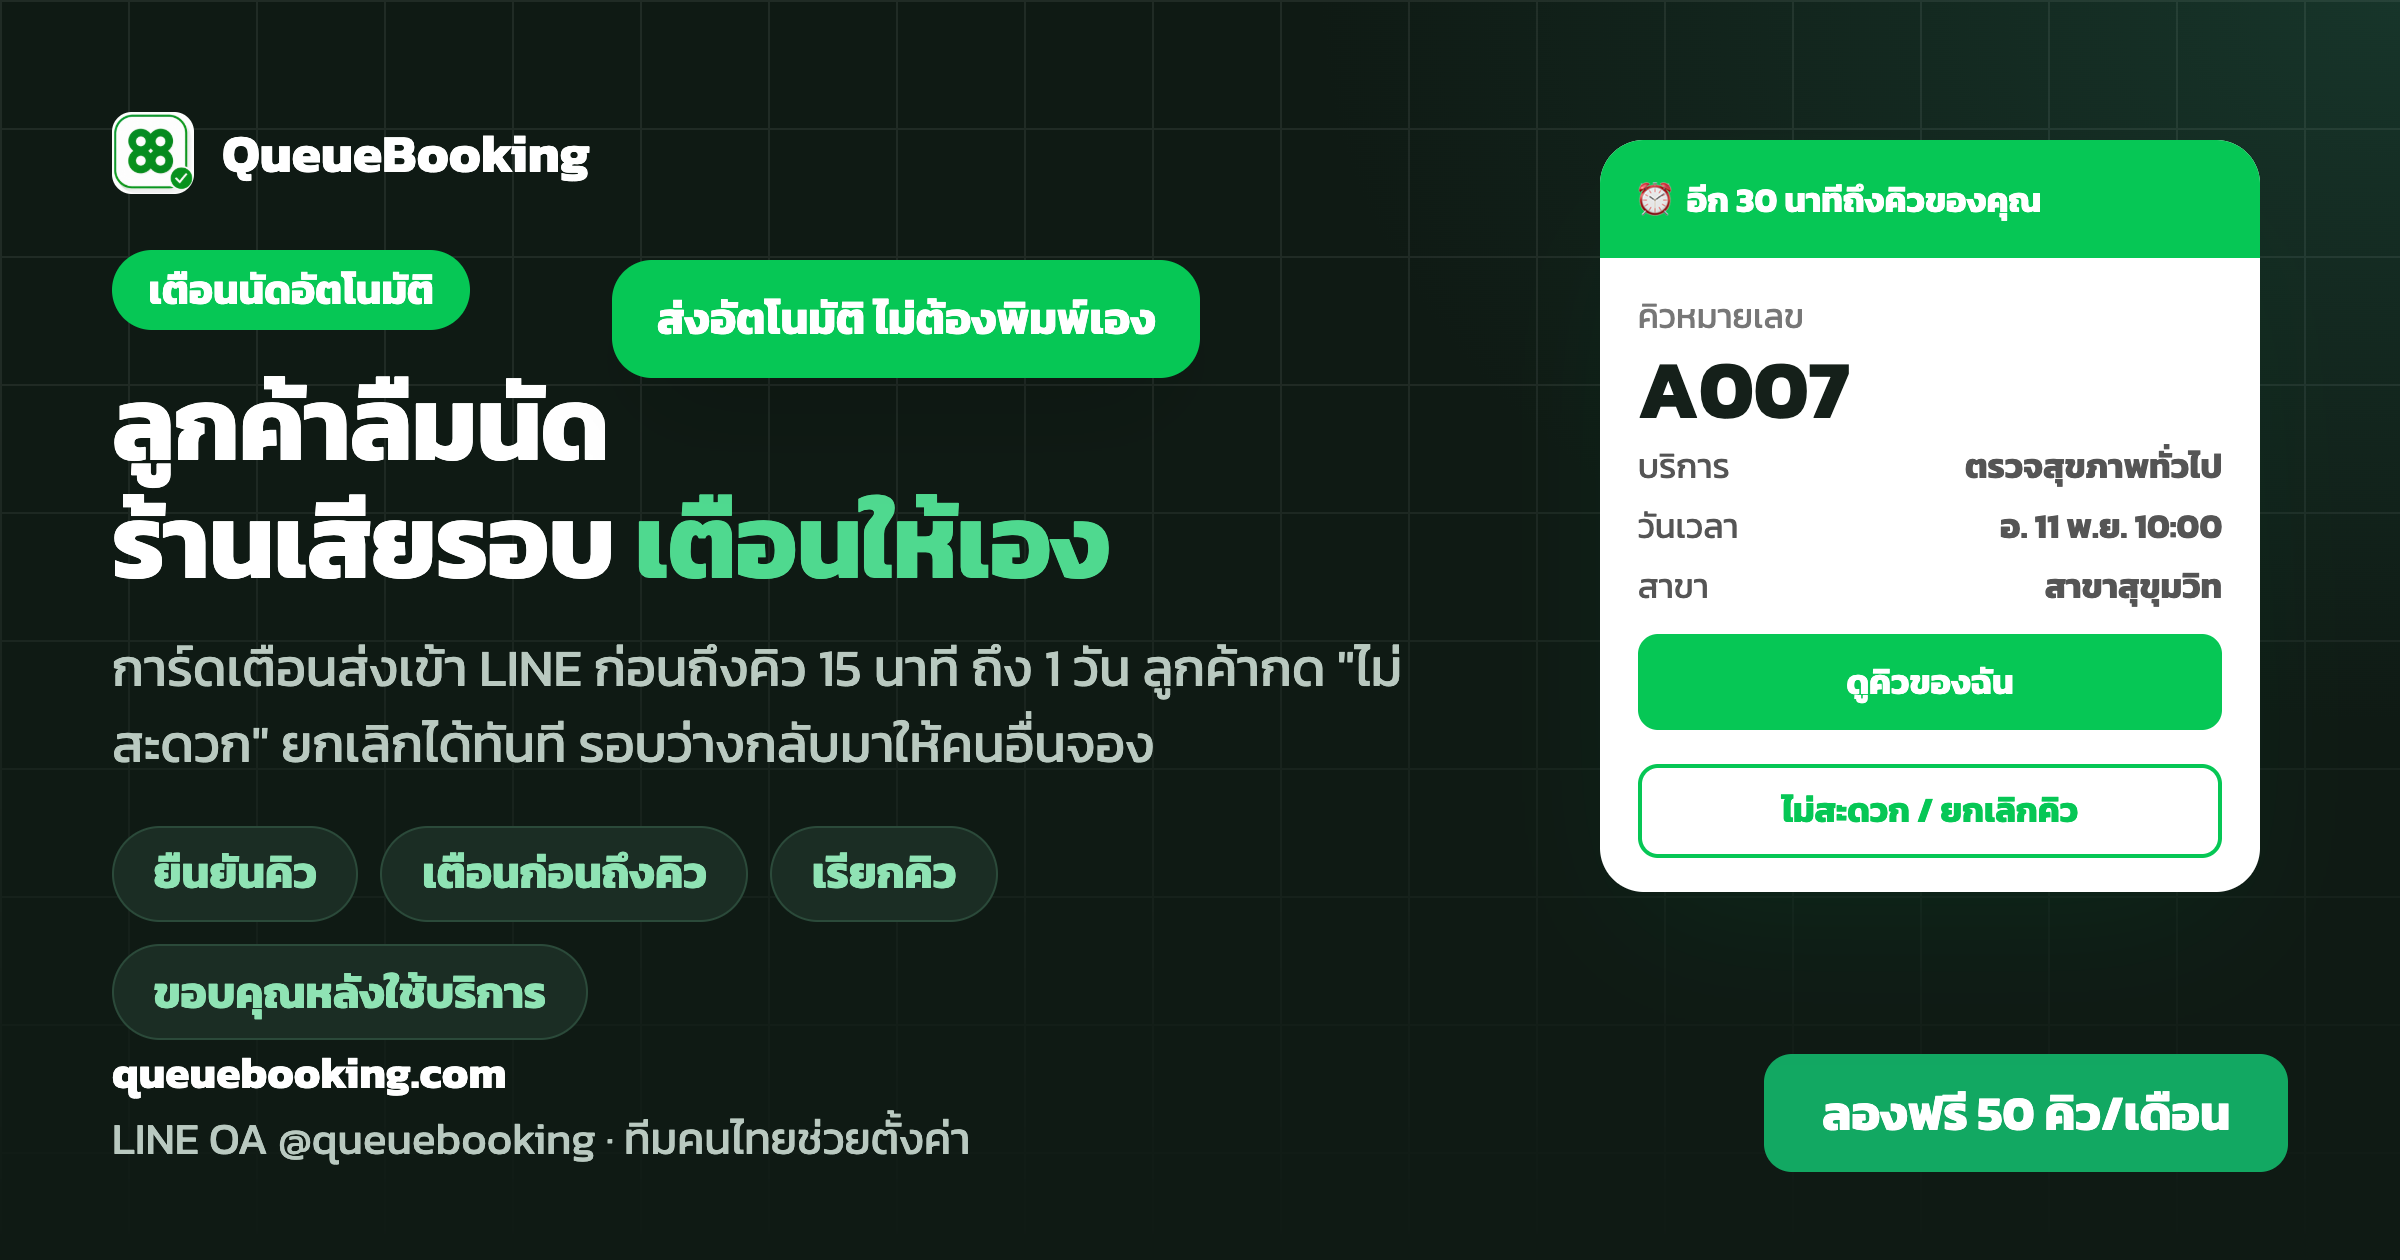 QueueBooking
เตือนนัดอัตโนมัติ
ส่งอัตโนมัติ ไม่ต้องพิมพ์เอง
ลูกค้าลืมนัด
ร้านเสียรอบ เตือนให้เอง
การ์ดเตือนส่งเข้า LINE ก่อนถึงคิว 15 นาที ถึง 1 วัน ลูกค้ากด "ไม่
สะดวก" ยกเลิกได้ทันที รอบว่างกลับมาให้คนอื่นจอง
ยืนยันคิว
เตือนก่อนถึงคิว
เรียกคิว
ขอบคุณหลังใช้บริการ
queuebooking.com
LINE OA @queuebooking · ทีมคนไทยช่วยตั้งค่า
⏰ อีก 30 นาทีถึงคิวของคุณ
คิวหมายเลข
A007
บริการ ตรวจสุขภาพทั่วไป
วันเวลา อ. 11 พ.ย. 10:00
สาขา สาขาสุขุมวิท
ดูคิวของฉัน
ไม่สะดวก / ยกเลิกคิว
ลองฟรี 50 คิว/เดือน